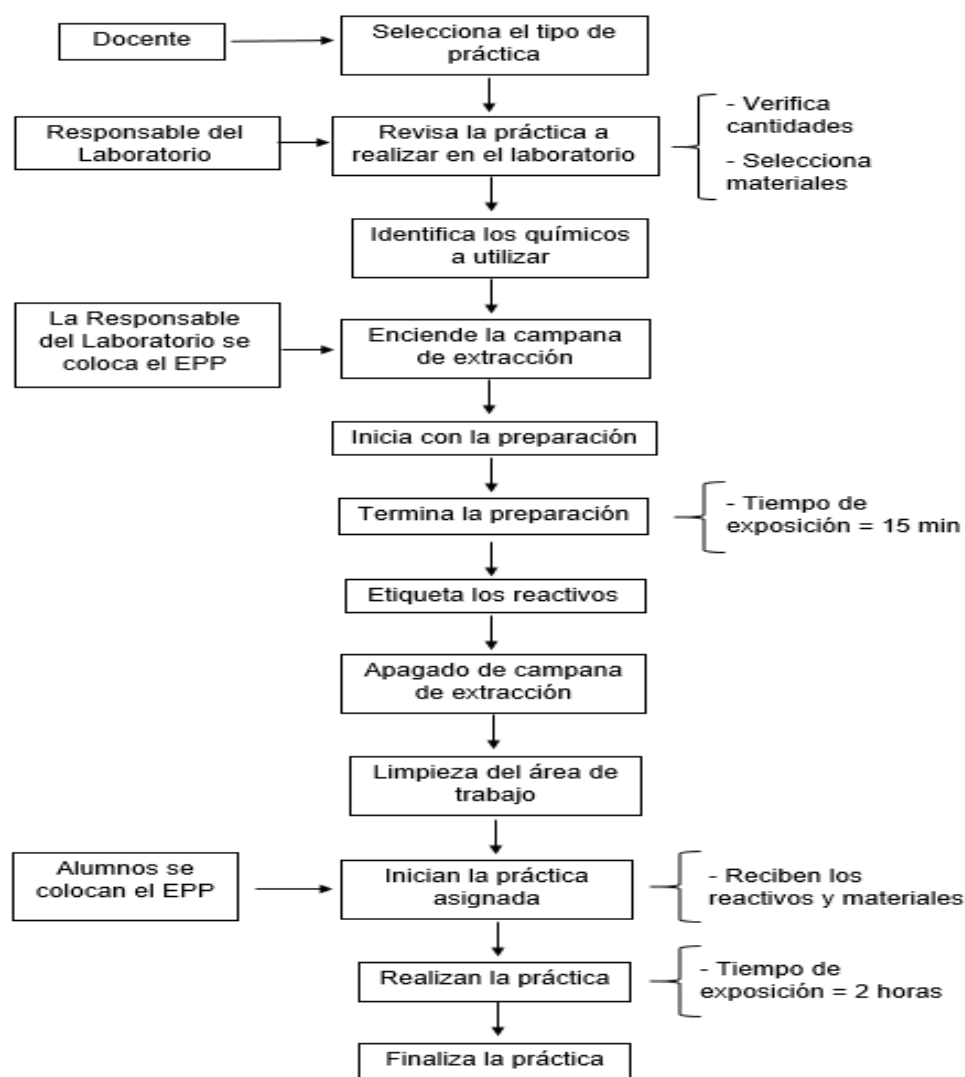 Docente
Selecciona el tipo de
práctica
Responsable del
Laboratorio
Revisa la práctica a
realizar en el laboratorio
- Verifica
cantidades
- Selecciona
materiales
Identifica los químicos
a utilizar
La Responsable
del Laboratorio se
coloca el EPP
Enciende la campana
de extracción
Inicia con la preparación
Termina la preparación
- Tiempo de
exposición = 15 min
Etiqueta los reactivos
Apagado de campana
de extracción
Limpieza del área de
trabajo
Alumnos se
colocan el EPP
Inician la práctica
asignada
- Reciben los
reactivos y materiales
Realizan la práctica
- Tiempo de
exposición = 2 horas
Finaliza la práctica